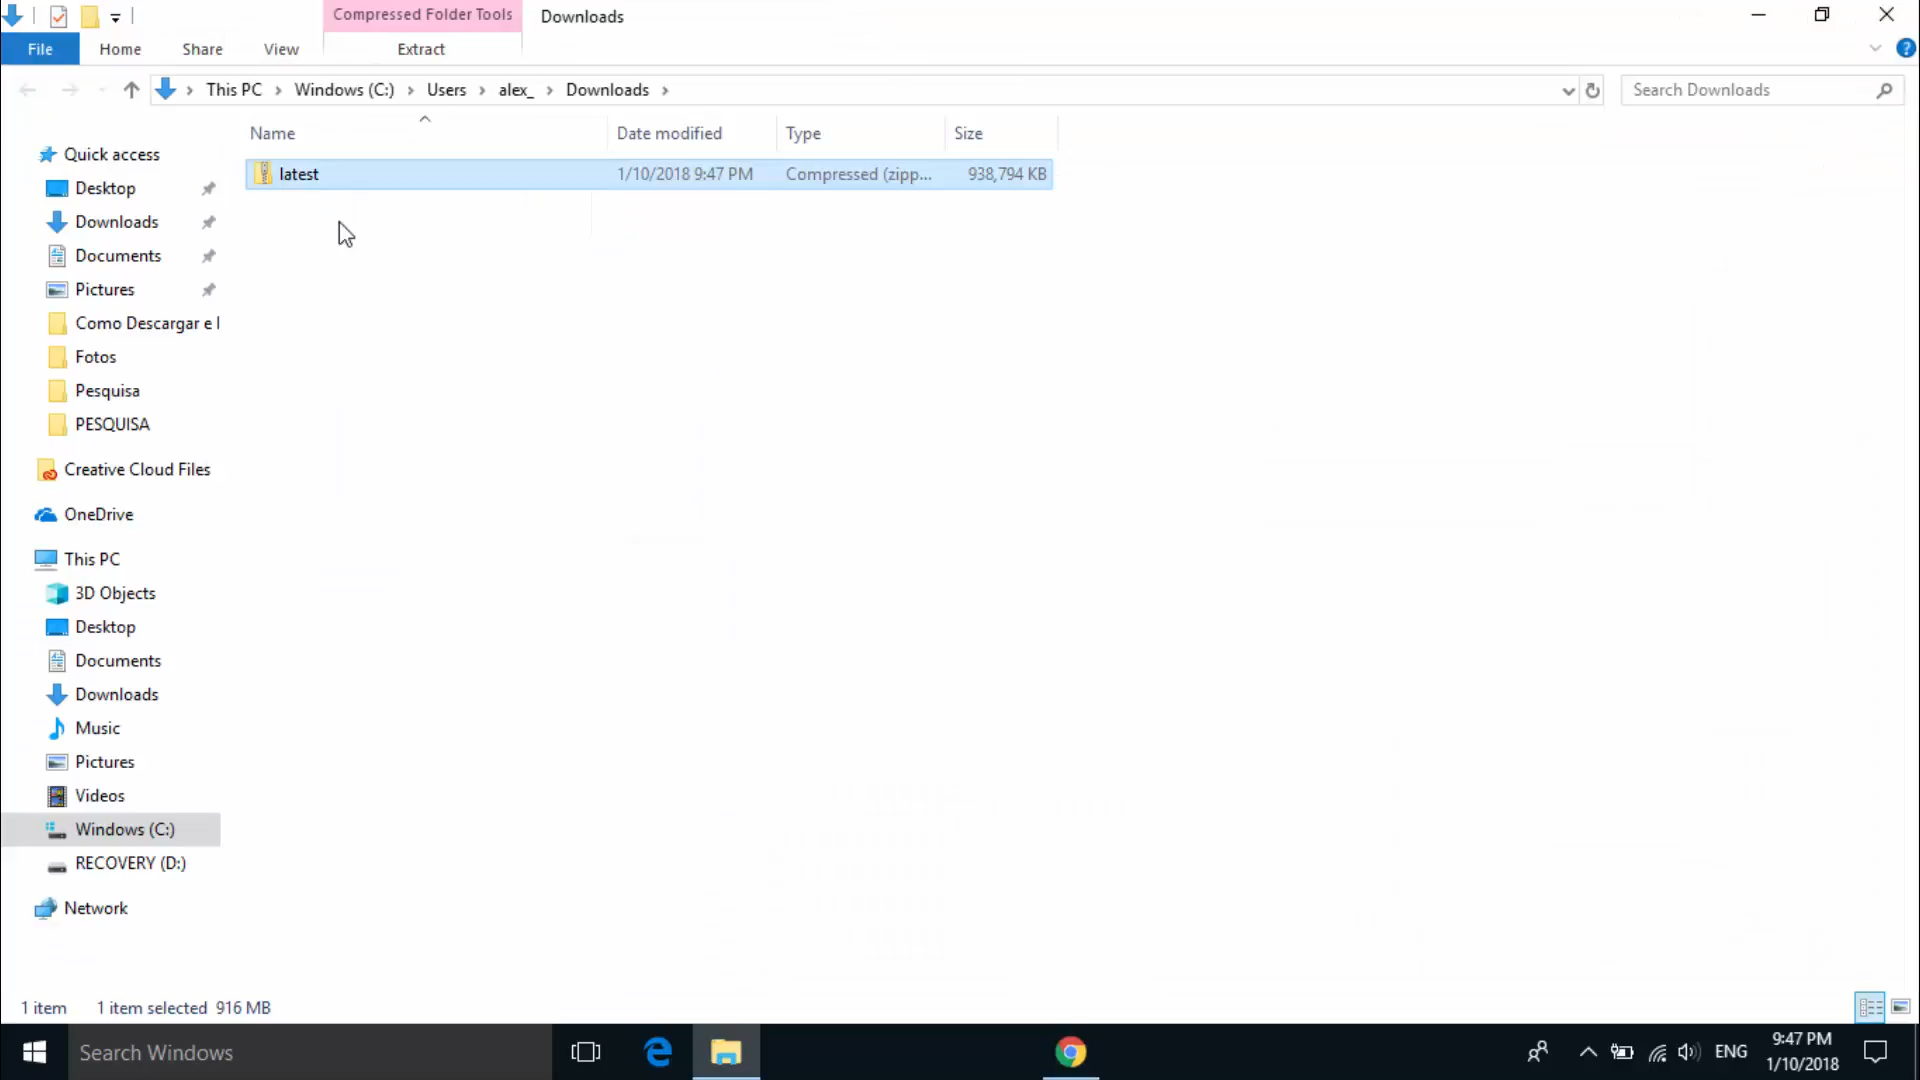 Compressed Folder Tools
Downloads
File
Home
Share
View
Extract
This PC
Windows (C:)
Users
alex_
Downloads
Search Downloads
Name
Date modified
Type
Size
latest
1/10/2018 9:47 PM
Compressed (zipp...
938,794 KB
Quick access
Desktop
Downloads
Documents
Pictures
Como Descargar e I
Fotos
Pesquisa
PESQUISA
Creative Cloud Files
OneDrive
This PC
3D Objects
Desktop
Documents
Downloads
Music
Pictures
Videos
Windows (C:)
RECOVERY (D:)
Network
1 item
1 item selected 916 MB
Search Windows
ENG
9:47 PM
1/10/2018